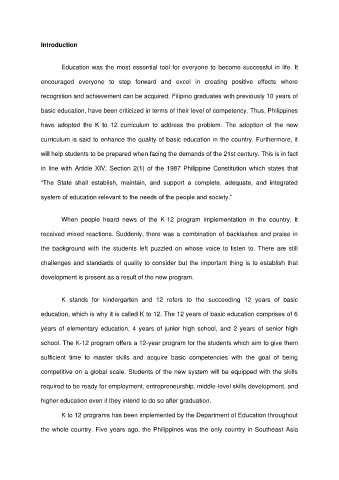 Introduction
Education was the most essential tool for everyone to become successful in life. It
encouraged everyone to step forward and excel in creating positive effects where
recognition and achievement can be acquired. Filipino graduates with previously 10 years of
basic education, have been criticized in terms of their level of competency. Thus, Philippines
have adopted the K to 12 curriculum to address the problem. The adoption of the new
curriculum is said to enhance the quality of basic education in the country. Furthermore, it
will help students to be prepared when facing the demands of the 21st century. This is in fact
in line with Article XIV, Section 2(1) of the 1987 Philippine Constitution which states that
“The State shall establish, maintain, and support a complete, adequate, and integrated
system of education relevant to the needs of the people and society.”
When people heard news of the K-12 program implementation in the country, it
received mixed reactions. Suddenly, there was a combination of backlashes and praise in
the background with the students left puzzled on whose voice to listen to. There are still
challenges and standards of quality to consider but the important thing is to establish that
development is present as a result of the new program.
K stands for kindergarten and 12 refers to the succeeding 12 years of basic
education, which is why it is called K to 12. The 12 years of basic education comprises of 6
years of elementary education, 4 years of junior high school, and 2 years of senior high
school. The K-12 program offers a 12-year program for the students which aim to give them
sufficient time to master skills and acquire basic competencies with the goal of being
competitive on a global scale. Students of the new system will be equipped with the skills
required to be ready for employment, entrepreneurship, middle-level skills development, and
higher education even if they intend to do so after graduation.
K to 12 programs has been implemented by the Department of Education throughout
the whole country. Five years ago, the Philippines was the only country in Southeast Asia